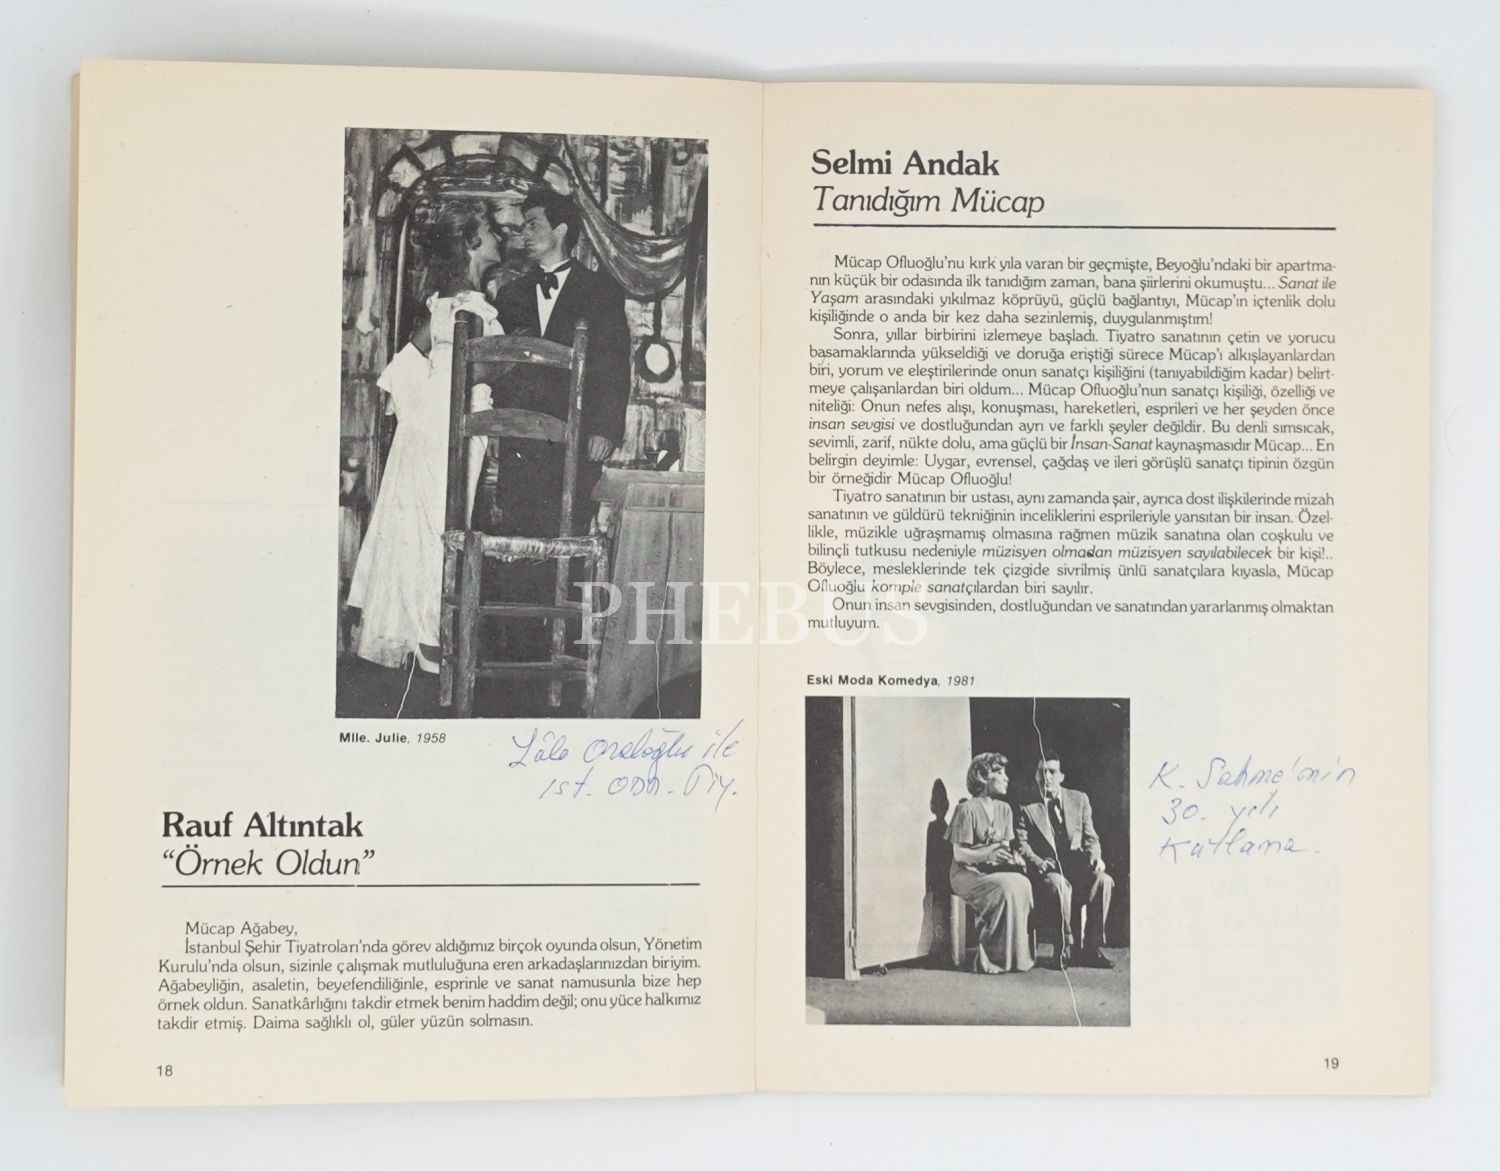 Mlle. Julie, 1958
Lâle Oraloğlu ile
ist. ODA. Tiy.
Rauf Altıntak
“Örnek Oldun”
Mücap Ağabey,
İstanbul Şehir Tiyatroları’nda görev aldığımız birçok oyunda olsun, Yönetim
Kurulu’nda olsun, sizinle çalışmak mutluluğuna eren arkadaşlarınızdan biriyim.
Ağabeyliğin, asaletin, beyefendiliğinle, esprinle ve sanat namusunla bize hep
örnek oldun. Sanatkârlığını takdir etmek benim haddim değil; onu yüce halkımız
takdir etmiş. Daima sağlıklı ol, güler yüzün solmasın.
18
Selmi Andak
Tanıdığım Mücap
Mücap Ofluoğlu’nu kırk yıla varan bir geçmişte, Beyoğlu’ndaki bir apartma-
nın küçük bir odasında ilk tanıdığım zaman, bana şiirlerini okumuştu... Sanat ile
Yaşam arasındaki yıkılmaz köprüyü, güçlü bağlantıyı, Mücap’ın içtenlik dolu
kişiliğinde o anda bir kez daha sezinlemiş, duygulanmıştım!
Sonra, yıllar birbirini izlemeye başladı. Tiyatro sanatının çetin ve yorucu
basamaklarında yükseldiği ve doruğa eriştiği sürece Mücap’ı alkışlayanlardan
biri, yorum ve eleştirilerinde onun sanatçı kişiliğini (tanıyabildiğim kadar) belirt-
meye çalışanlardan biri oldum... Mücap Ofluoğlu’nun sanatçı kişiliği, özelliği ve
niteliği: Onun nefes alışı, konuşması, hareketleri, esprileri ve her şeyden önce
insan sevgisi ve dostluğundan ayrı ve farklı şeyler değildir. Bu denli sımsıcak,
sevimli, zarif, nükte dolu, ama güçlü bir İnsan-Sanat kaynaşmasıdır Mücap... En
belirgin deyimle: Uygar, evrensel, çağdaş ve ileri görüşlü sanatçı tipinin özgün
bir örneğidir Mücap Ofluoğlu!
Tiyatro sanatının bir ustası, aynı zamanda şair, ayrıca dost ilişkilerinde mizah
sanatının ve güldürü tekniğinin inceliklerini esprileriyle yansıtan bir insan. Özel-
likle, müzikle uğraşmamış olmasına rağmen müzik sanatına olan coşkulu ve
bilinçli tutkusu nedeniyle müzisyen olmadan müzisyen sayılabilecek bir kişi!..
Böylece, mesleklerinde tek çizgide sivrilmiş ünlü sanatçılara kıyasla, Mücap
Ofluoğlu komple sanatçılardan biri sayılır.
Onun insan sevgisinden, dostluğundan ve sanatından yararlanmış olmaktan
mutluyum.
Eski Moda Komedya, 1981
K. Sahne’nin
30. yılı
Kutlama.
19
PHEBUS